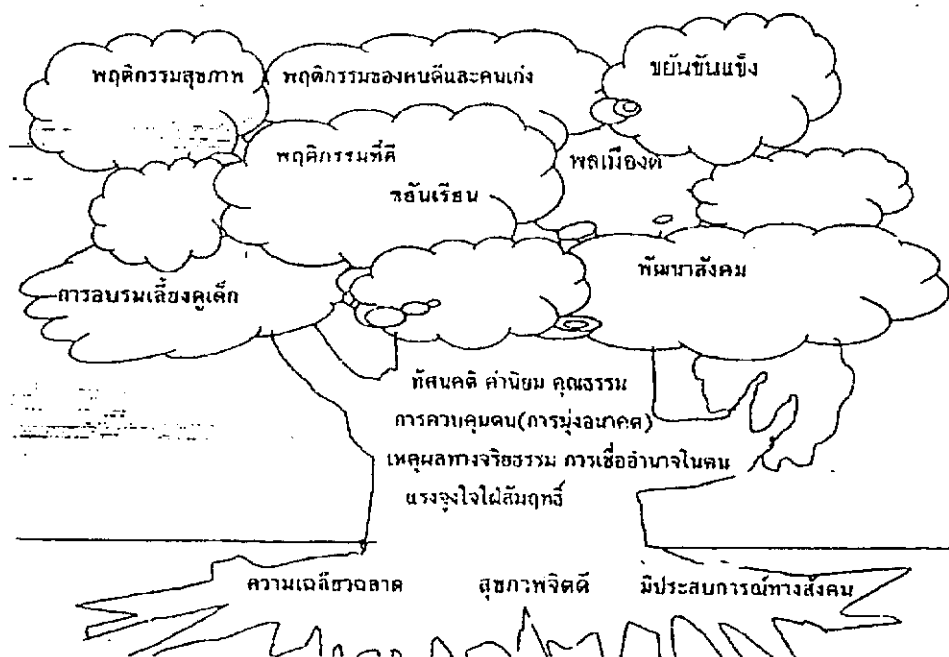 พฤติกรรมสุขภาพ พฤติกรรมของคนดีและคนเก่ง ขยันขันแข็ง
พฤติกรรมที่ดี พลเมืองดี
ขยันเรียน
การอบรมเลี้ยงดูเด็ก พัฒนาสังคม
ทัศนคติ ค่านิยม คุณธรรม
การควบคุมตน(การมุ่งอนาคต)
เหตุผลทางจริยธรรม การเชื่ออำนาจในตน
แรงจูงใจใฝ่สัมฤทธิ์
ความเฉลียวฉลาด สุขภาพจิตดี มีประสบการณ์ทางสังคม